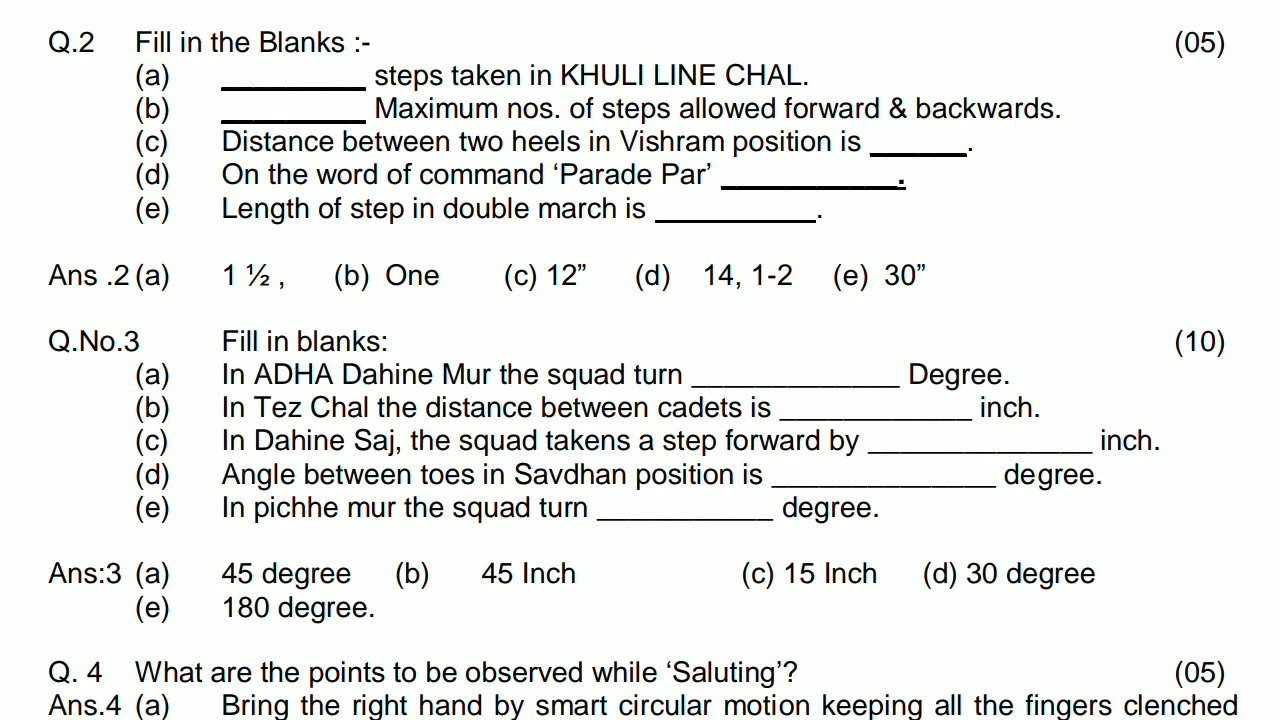 Q.2 Fill in the Blanks :- (05)
(a) _________ steps taken in KHULI LINE CHAL.
(b) _________ Maximum nos. of steps allowed forward & backwards.
(c) Distance between two heels in Vishram position is ______.
(d) On the word of command ‘Parade Par’ ___________.
(e) Length of step in double march is __________.
Ans .2 (a) 1 ½ , (b) One (c) 12” (d) 14, 1-2 (e) 30”
Q.No.3 Fill in blanks: (10)
(a) In ADHA Dahine Mur the squad turn _____________ Degree.
(b) In Tez Chal the distance between cadets is ____________ inch.
(c) In Dahine Saj, the squad takens a step forward by ______________ inch.
(d) Angle between toes in Savdhan position is ______________ degree.
(e) In pichhe mur the squad turn ___________ degree.
Ans:3 (a) 45 degree (b) 45 Inch (c) 15 Inch (d) 30 degree
(e) 180 degree.
Q. 4 What are the points to be observed while ‘Saluting’? (05)
Ans.4 (a) Bring the right hand by smart circular motion keeping all the fingers clenched